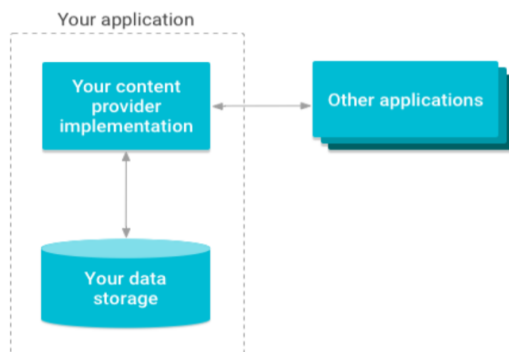 Your application
Your content
provider
implementation
Other applications
Your data
storage